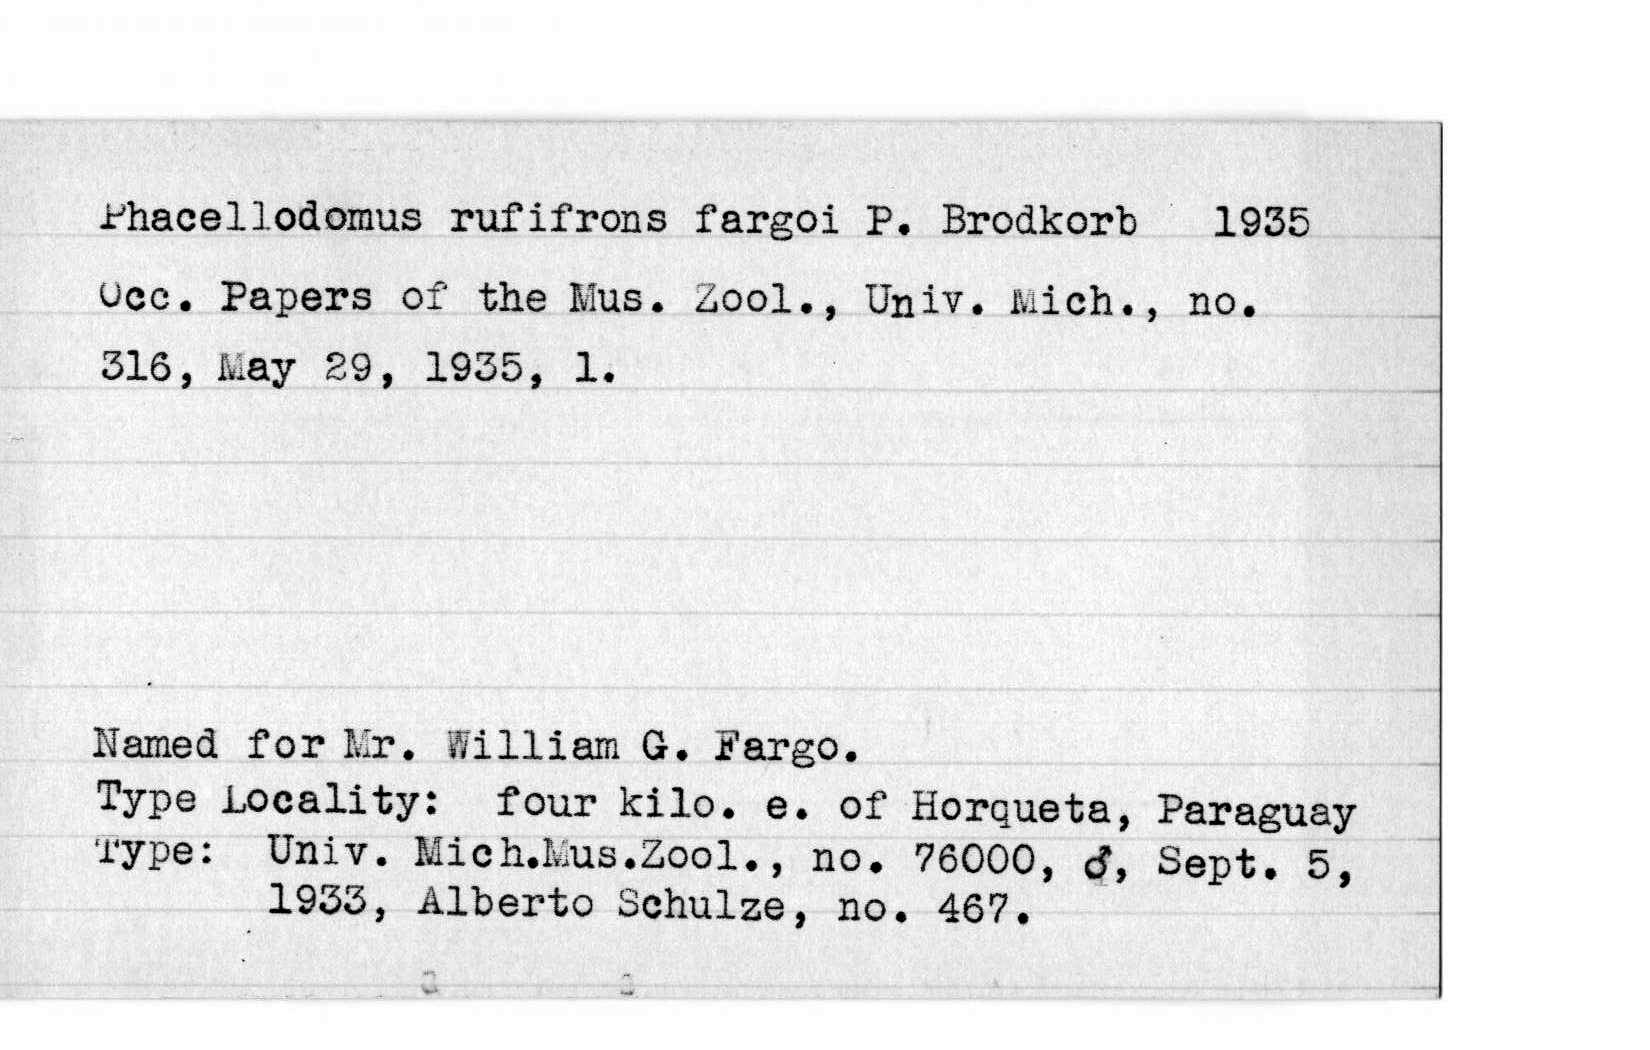 Phacellodomus rufifrons fargoi P. Brodkorb 1935
Occ. Papers of the Mus. Zool., Univ. Mich., no.
316, May 29, 1935, 1.
Named for Mr. William G. Fargo.
Type Locality: four kilo. e. of Horqueta, Paraguay
Type: Univ. Mich.Mus.Zool., no. 76000, ♂, Sept. 5,
1933, Alberto Schulze, no. 467.